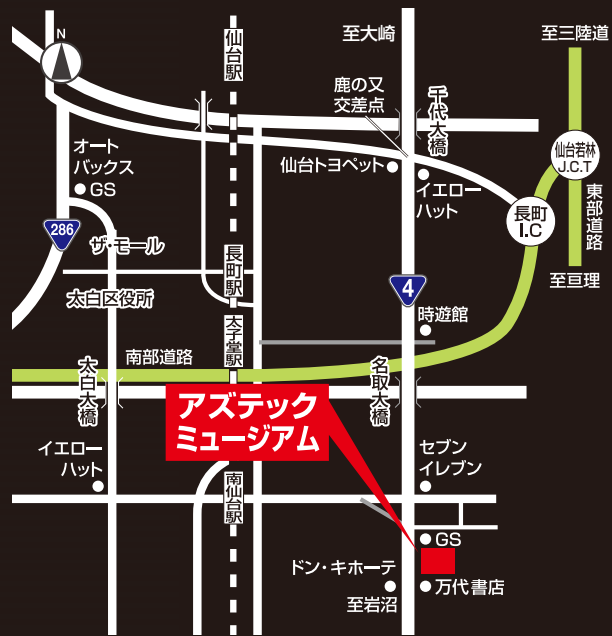 至大崎
至三陸道
N
仙台駅
鹿の又
交差点
千代大橋
オート
バックス
GS
仙台トヨペット
イエロー
ハット
仙台若林
J.C.T
長町
I.C
東部道路
286
ザ・モール
長町駅
至亘理
太白区役所
4
時遊館
太子堂駅
南部道路
太白大橋
名取大橋
アズテック
ミュージアム
イエロー
ハット
セブン
イレブン
南仙台駅
GS
ドン・キホーテ
万代書店
至岩沼